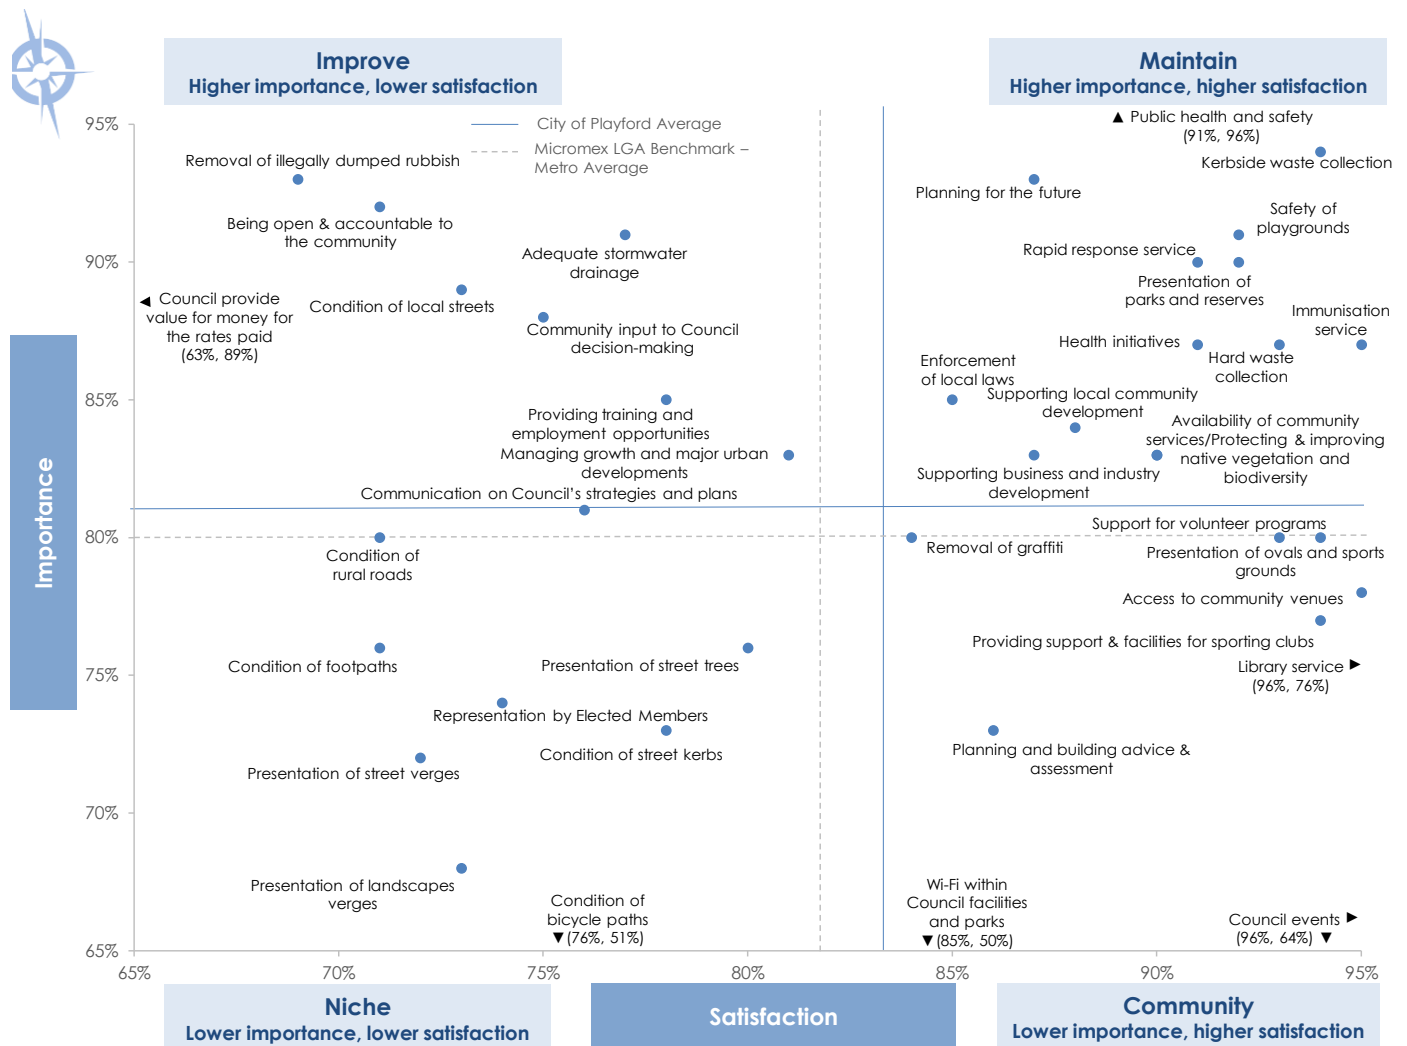 Improve
Higher importance, lower satisfaction
Maintain
Higher importance, higher satisfaction
City of Playford Average
Micromex LGA Benchmark –
Metro Average
95%
90%
85%
80%
75%
70%
65%
Importance
Removal of illegally dumped rubbish
Being open & accountable to
the community
Adequate stormwater
drainage
◄ Council provide
value for money for
the rates paid
(63%, 89%)
Condition of local streets
Community input to Council
decision-making
Providing training and
employment opportunities
Managing growth and major urban
developments
Communication on Council's strategies and plans
▲ Public health and safety
(91%, 96%)
Kerbside waste collection
Planning for the future
Safety of
playgrounds
Rapid response service
Presentation of
parks and reserves
Immunisation
service
Health initiatives
Hard waste
collection
Enforcement
of local laws
Supporting local community
development
Availability of community
services/Protecting & improving
native vegetation and
biodiversity
Supporting business and industry
development
Condition of
rural roads
Condition of footpaths
Presentation of street trees
Representation by Elected Members
Condition of street kerbs
Presentation of street verges
Presentation of landscapes
verges
Condition of
bicycle paths
▼ (76%, 51%)
Support for volunteer programs
Removal of graffiti
Presentation of ovals and sports
grounds
Access to community venues
Providing support & facilities for sporting clubs
Library service ►
(96%, 76%)
Planning and building advice &
assessment
Wi-Fi within
Council facilities
and parks
▼ (85%, 50%)
Council events ►
(96%, 64%) ▼
65%
70%
75%
80%
85%
90%
95%
Niche
Lower importance, lower satisfaction
Satisfaction
Community
Lower importance, higher satisfaction